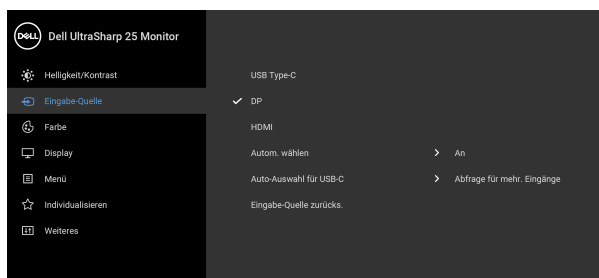 DELL Dell UltraSharp 25 Monitor
Helligkeit/Kontrast
Eingabe-Quelle
Farbe
Display
Menü
Individualisieren
Weiteres
USB Type-C
DP
HDMI
Autom. wählen An
Auto-Auswahl für USB-C Abfrage für mehr. Eingänge
Eingabe-Quelle zurücks.